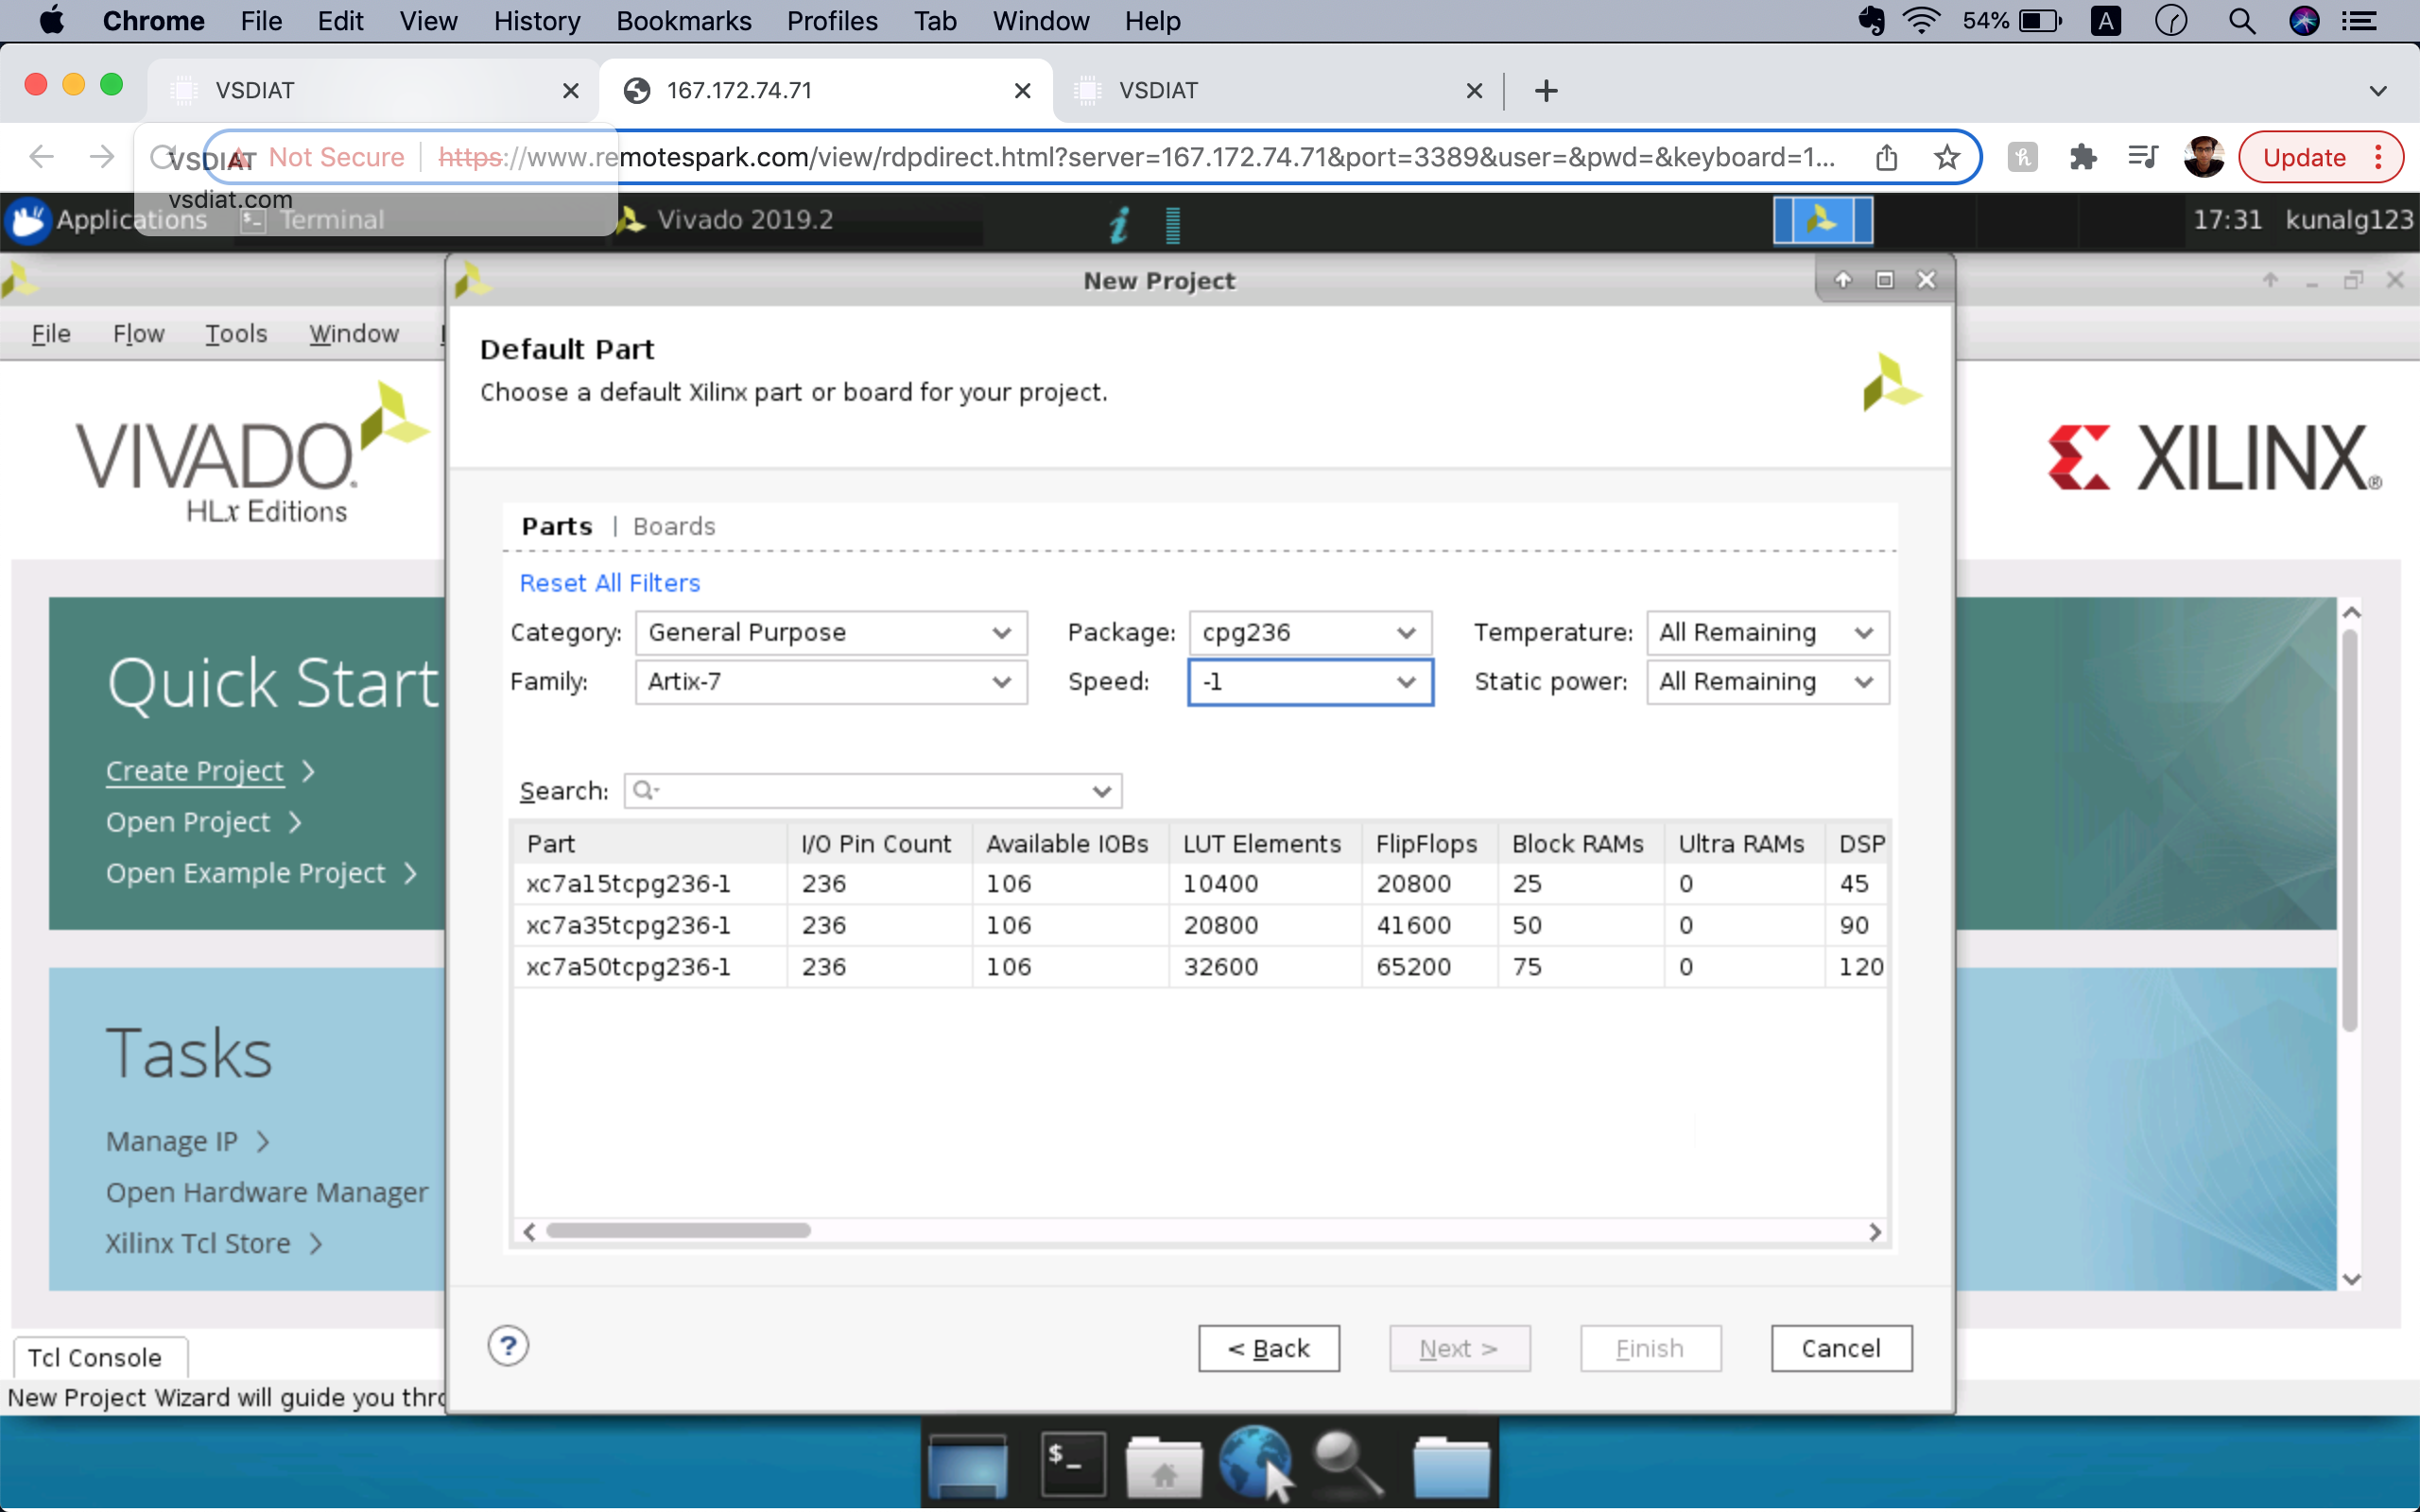 Chrome File Edit View History Bookmarks Profiles Tab Window Help 54% A
VSDIAT 167.172.74.71 VSDIAT
Not Secure https://www.remotespark.com/view/rdpdirect.html?server=167.172.74.71&port=3389&user=&pwd=&keyboard=1... Update
VSDIAT
vsdiat.com
Applications Terminal Vivado 2019.2 17:31 kunalg123
New Project
File Flow Tools Window
Default Part
Choose a default Xilinx part or board for your project.
VIVADO.
HLx Editions
XILINX®
Parts | Boards
Reset All Filters
Category: General Purpose Package: cpg236 Temperature: All Remaining
Family: Artix-7 Speed: -1 Static power: All Remaining
Quick Start
Create Project
Open Project
Open Example Project
Search:
Part I/O Pin Count Available IOBs LUT Elements FlipFlops Block RAMs Ultra RAMs DSP
xc7a15tcpg236-1 236 106 10400 20800 25 0 45
xc7a35tcpg236-1 236 106 20800 41600 50 0 90
xc7a50tcpg236-1 236 106 32600 65200 75 0 120
Tasks
Manage IP
Open Hardware Manager
Xilinx Tcl Store
? < Back Next > Finish Cancel
Tcl Console
New Project Wizard will guide you thro
$_